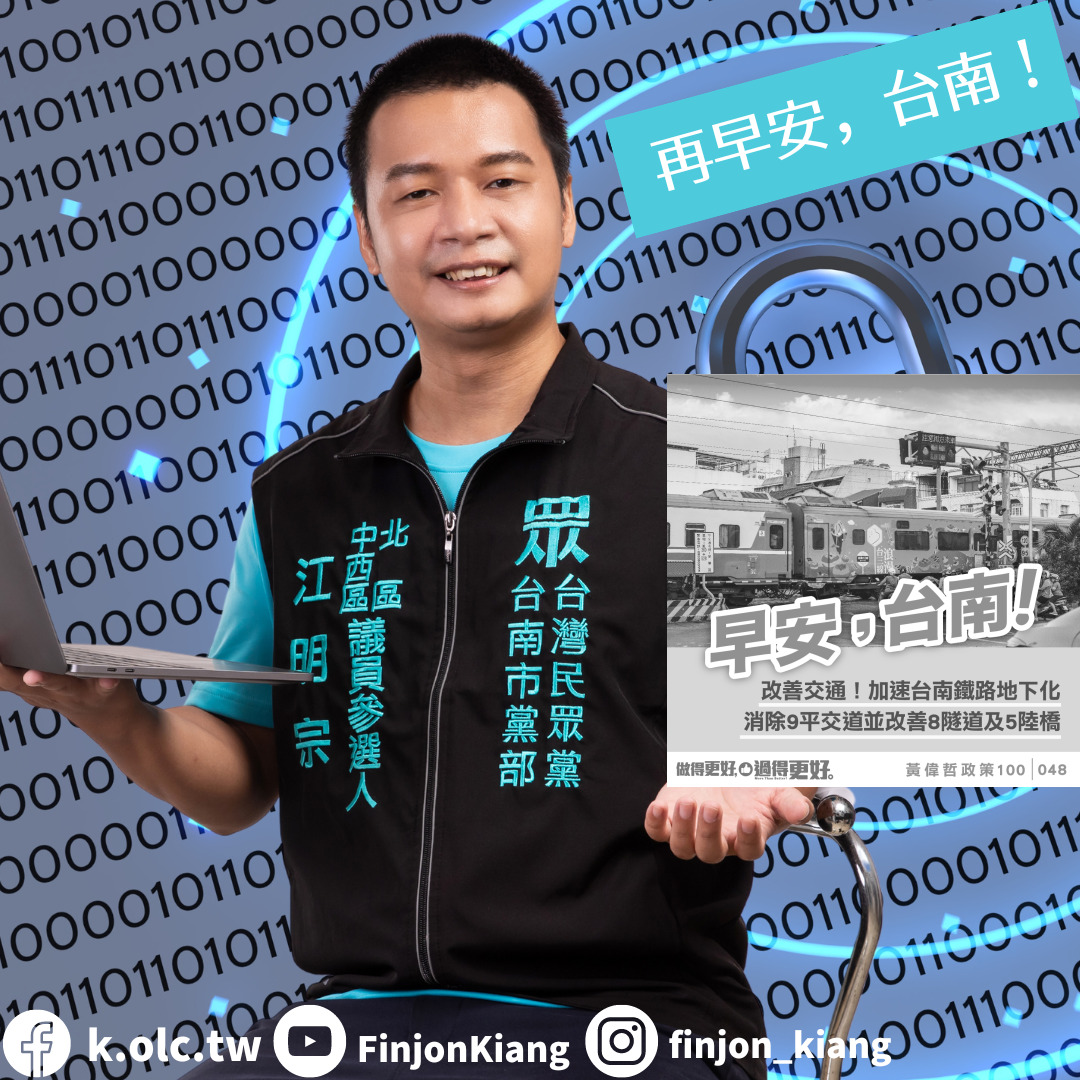 再早安，台南！
北區
中西區
議員參選人
江明宗
眾
台灣民眾黨
台南市黨部
早安，台南!
改善交通！加速台南鐵路地下化
消除9平交道並改善8隧道及5陸橋
做得更好，過得更好。
黃偉哲政策100 | 048
k.olc.tw
FinjonKiang
finjon_kiang